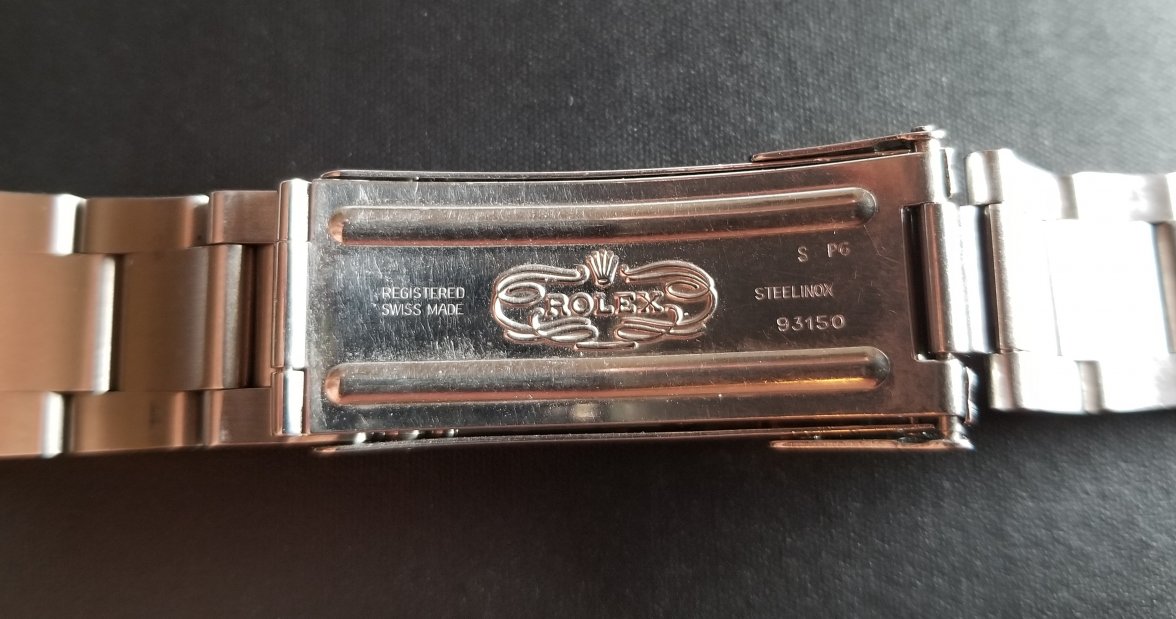 S P6
REGISTERED
SWISS MADE
ROLEX
STEELINOX
93150